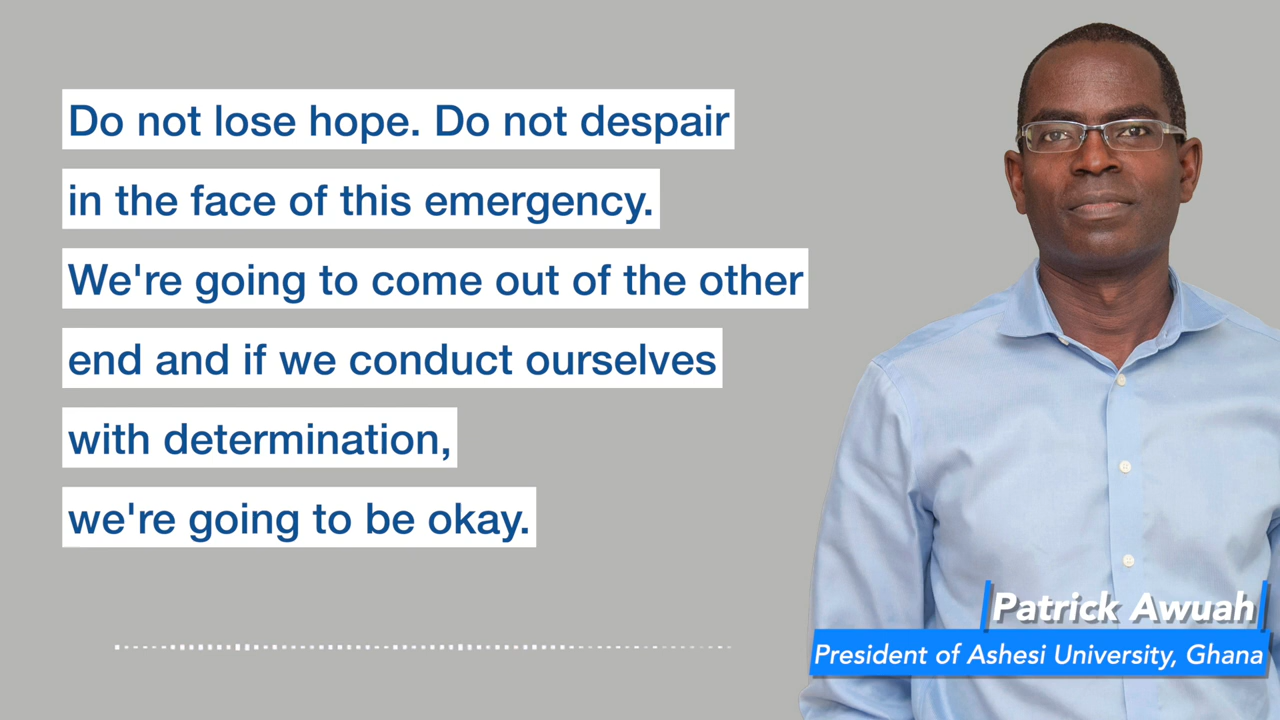 Do not lose hope. Do not despair
in the face of this emergency.
We're going to come out of the other
end and if we conduct ourselves
with determination,
we're going to be okay.
Patrick Awuah
President of Ashesi University, Ghana